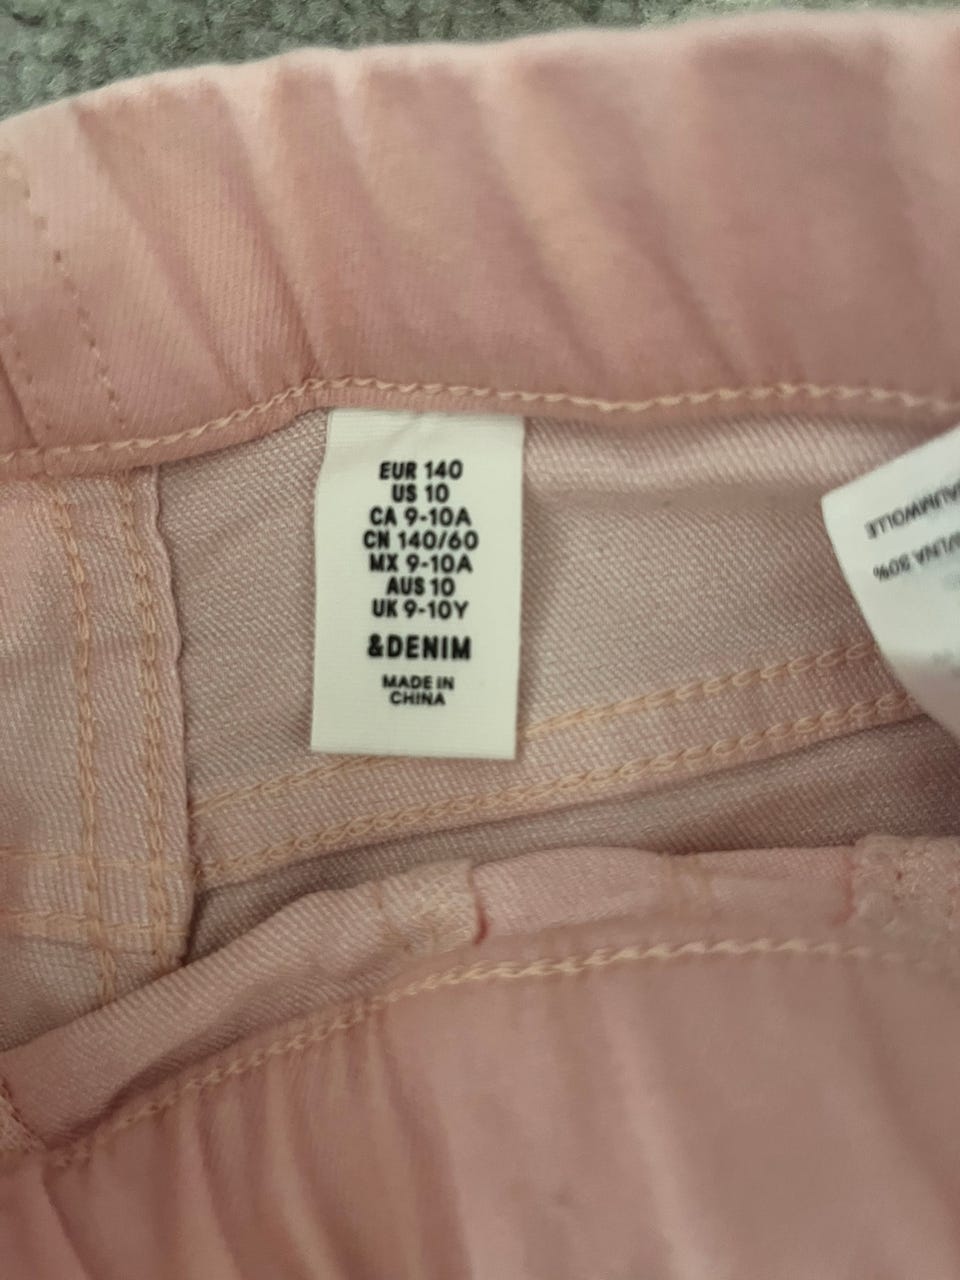 EUR 140
US 10
CA 9-10A
CN 140/60
MX 9-10A
AUS 10
UK 9-10Y
&DENIM
MADE IN
CHINA